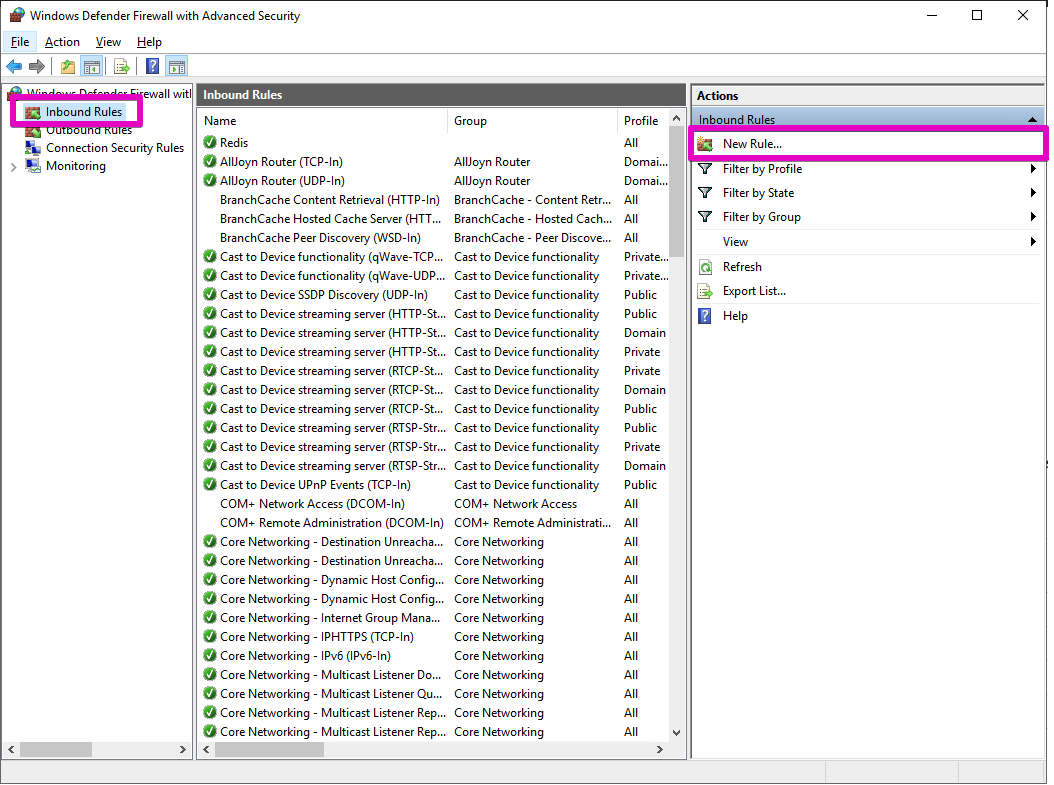 Windows Defender Firewall with Advanced Security
File Action View Help
Windows Defender Firewall with
Inbound Rules
Outbound Rules
Connection Security Rules
Monitoring
Inbound Rules
Name Group Profile
Redis All
AllJoyn Router (TCP-In) AllJoyn Router Domai...
AllJoyn Router (UDP-In) AllJoyn Router Domai...
BranchCache Content Retrieval (HTTP-In) BranchCache - Content Retr... All
BranchCache Hosted Cache Server (HTT... BranchCache - Hosted Cach... All
BranchCache Peer Discovery (WSD-In) BranchCache - Peer Discove... All
Cast to Device functionality (qWave-TCP... Cast to Device functionality Private...
Cast to Device functionality (qWave-UDP... Cast to Device functionality Private...
Cast to Device SSDP Discovery (UDP-In) Cast to Device functionality Public
Cast to Device streaming server (HTTP-St... Cast to Device functionality Public
Cast to Device streaming server (HTTP-St... Cast to Device functionality Domain
Cast to Device streaming server (HTTP-St... Cast to Device functionality Private
Cast to Device streaming server (RTCP-St... Cast to Device functionality Private
Cast to Device streaming server (RTCP-St... Cast to Device functionality Domain
Cast to Device streaming server (RTCP-St... Cast to Device functionality Public
Cast to Device streaming server (RTSP-Str... Cast to Device functionality Public
Cast to Device streaming server (RTSP-Str... Cast to Device functionality Private
Cast to Device streaming server (RTSP-Str... Cast to Device functionality Domain
Cast to Device UPnP Events (TCP-In) Cast to Device functionality Public
COM+ Network Access (DCOM-In) COM+ Network Access All
COM+ Remote Administration (DCOM-In) COM+ Remote Administrati... All
Core Networking - Destination Unreacha... Core Networking All
Core Networking - Destination Unreacha... Core Networking All
Core Networking - Dynamic Host Config... Core Networking All
Core Networking - Dynamic Host Config... Core Networking All
Core Networking - Internet Group Mana... Core Networking All
Core Networking - IPHTTPS (TCP-In) Core Networking All
Core Networking - IPv6 (IPv6-In) Core Networking All
Core Networking - Multicast Listener Do... Core Networking All
Core Networking - Multicast Listener Qu... Core Networking All
Core Networking - Multicast Listener Rep... Core Networking All
Core Networking - Multicast Listener Rep... Core Networking All
Actions
Inbound Rules
New Rule...
Filter by Profile
Filter by State
Filter by Group
View
Refresh
Export List...
Help